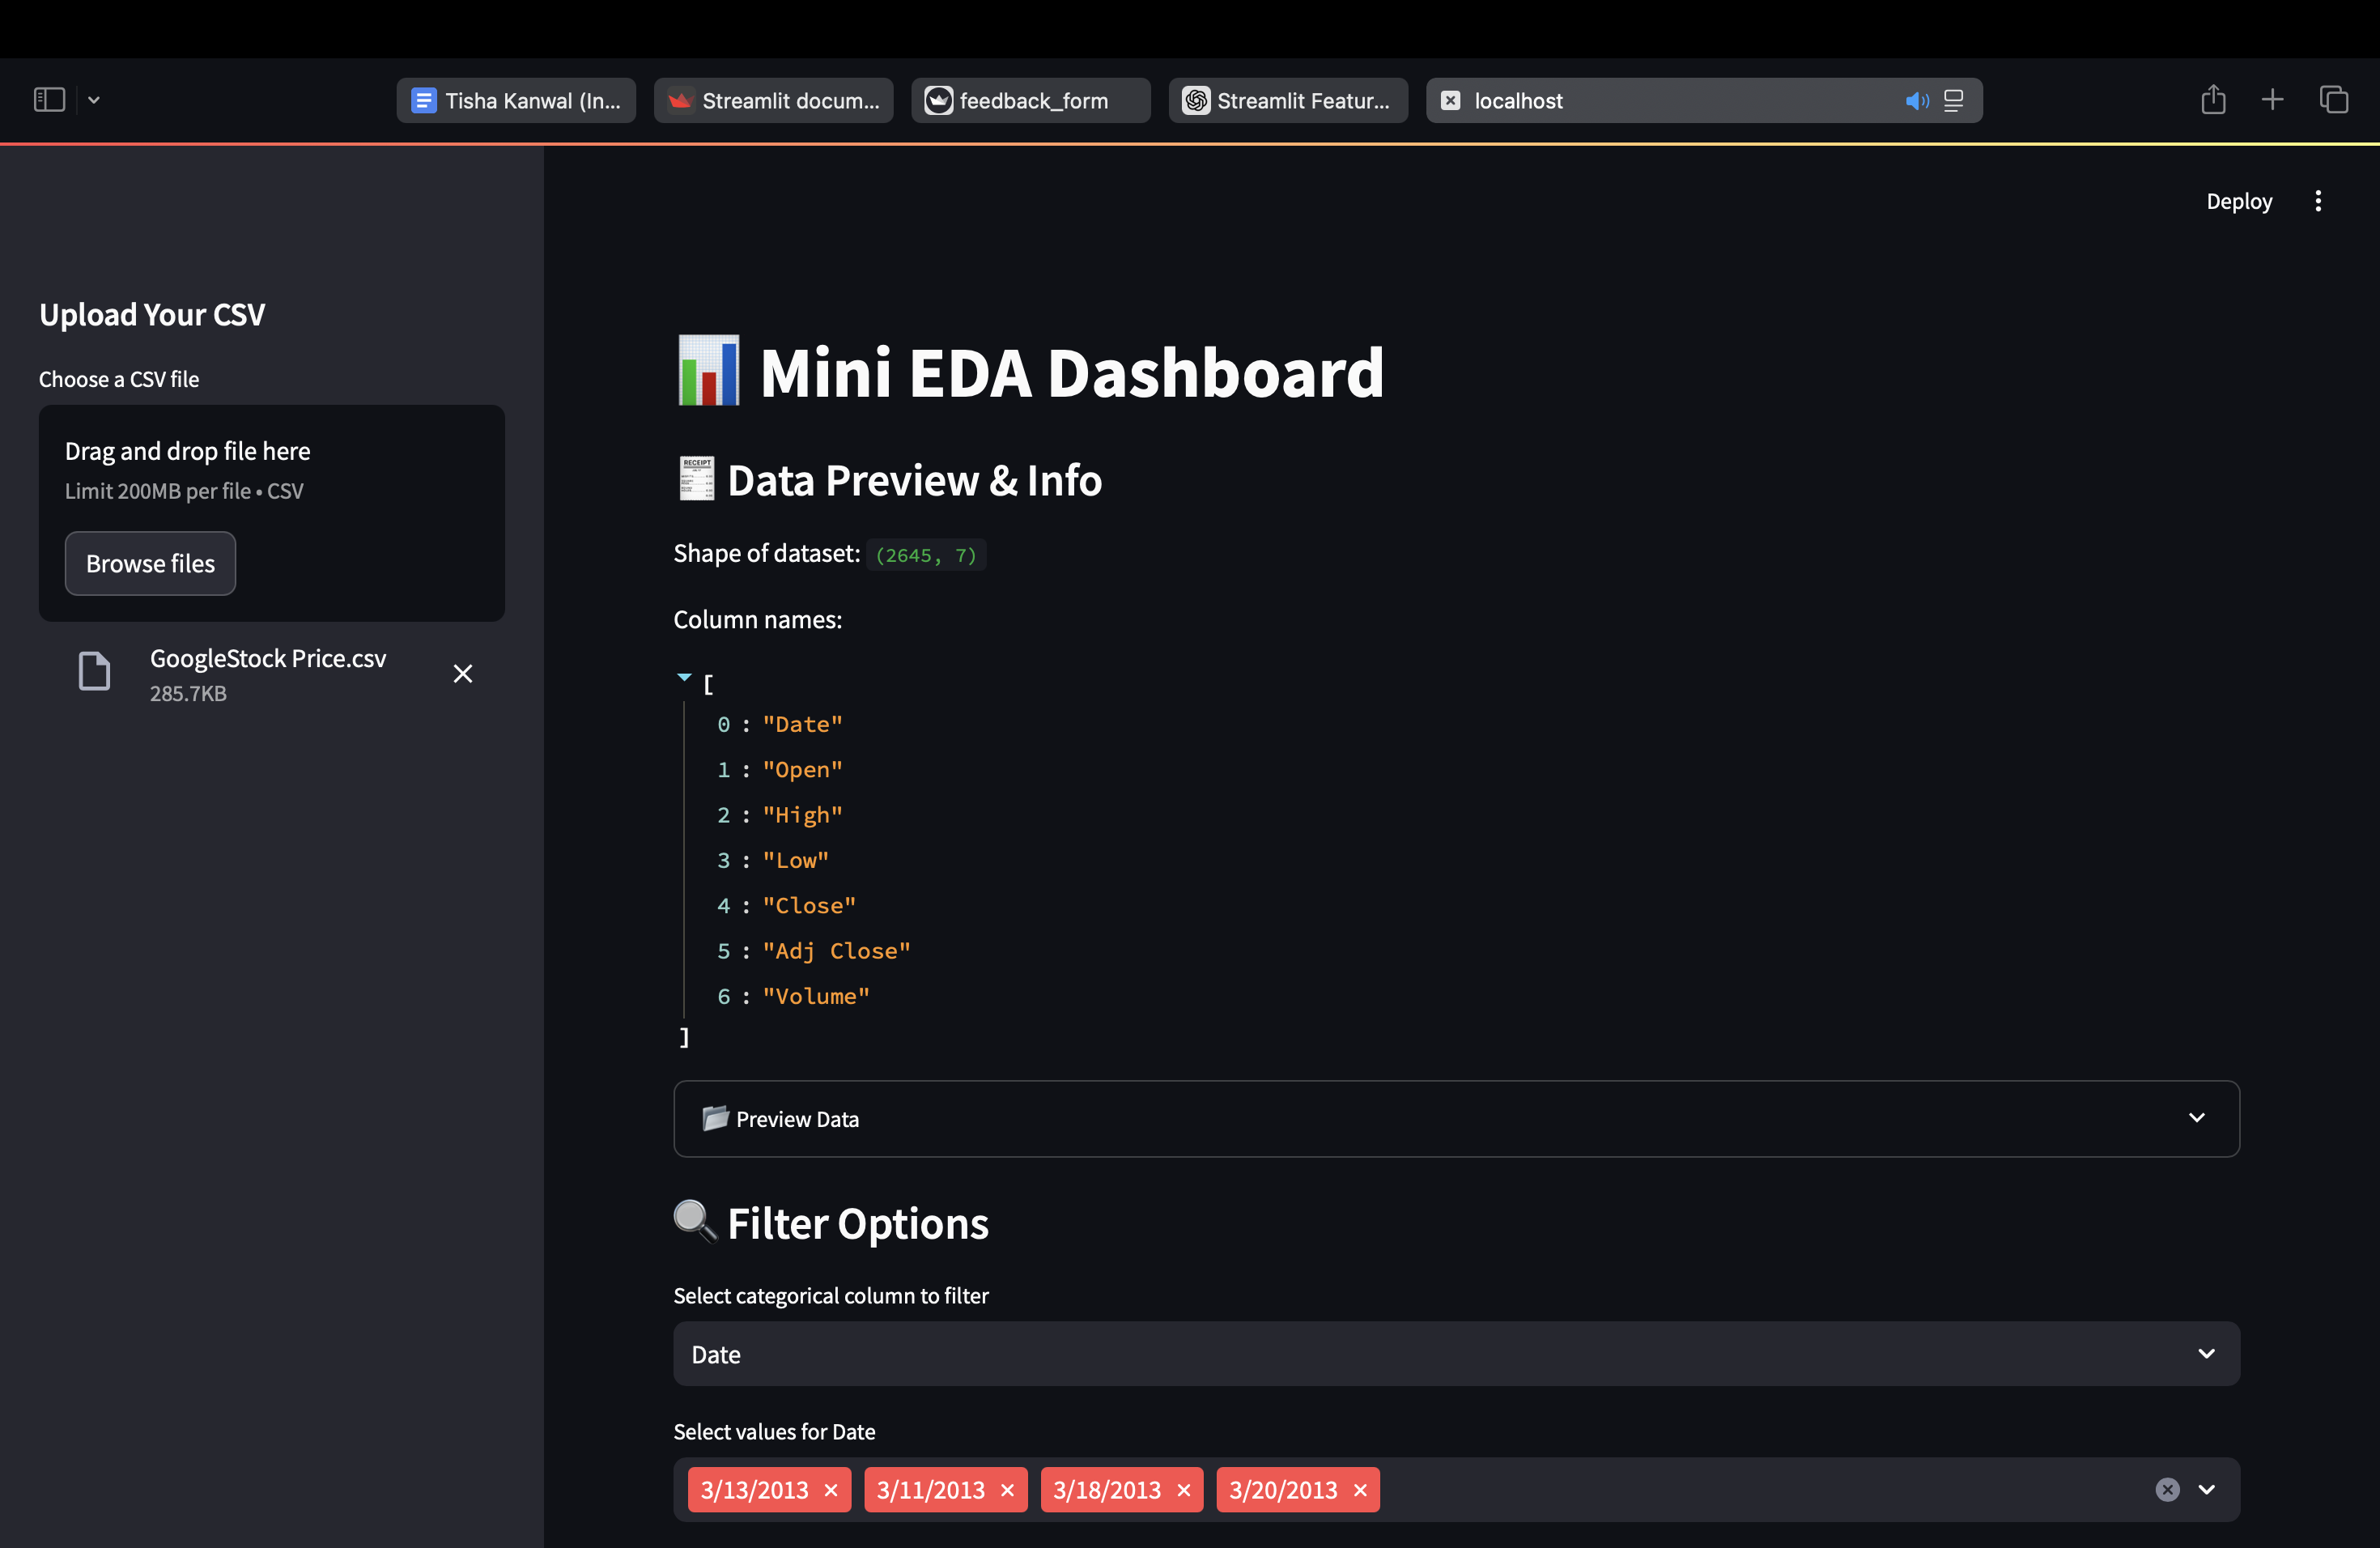 Tisha Kanwal (In...
Streamlit docum...
feedback_form
Streamlit Featur...
localhost
Deploy
Upload Your CSV
Choose a CSV file
Drag and drop file here
Limit 200MB per file • CSV
Browse files
GoogleStock Price.csv
285.7KB
Mini EDA Dashboard
RECEIPT
Data Preview & Info
Shape of dataset: (2645, 7)
Column names:
[
0 : "Date"
1 : "Open"
2 : "High"
3 : "Low"
4 : "Close"
5 : "Adj Close"
6 : "Volume"
]
Preview Data
Filter Options
Select categorical column to filter
Date
Select values for Date
3/13/2013 3/11/2013 3/18/2013 3/20/2013